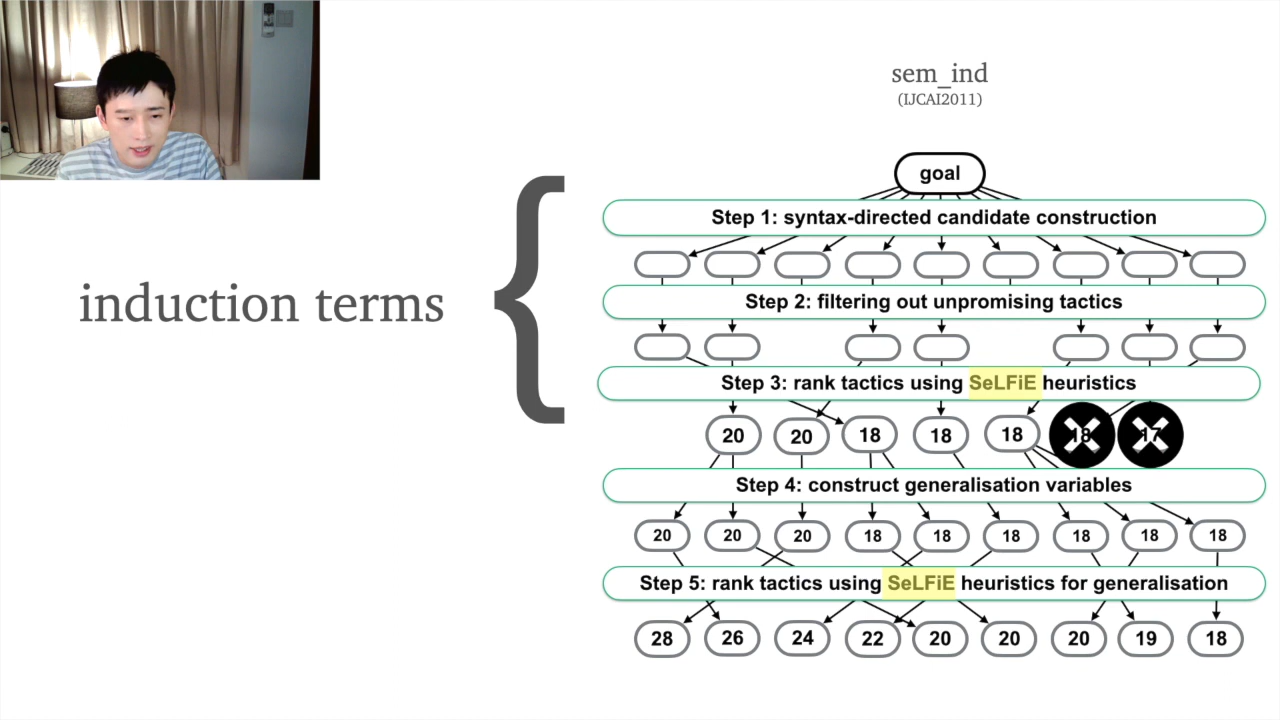 sem_ind
(IJCAI2011)
goal
Step 1: syntax-directed candidate construction
induction terms {
Step 2: filtering out unpromising tactics
Step 3: rank tactics using SeLFiE heuristics
20 20 18 18 18 18 17
Step 4: construct generalisation variables
20 20 20 18 18 18 18 18 18
Step 5: rank tactics using SeLFiE heuristics for generalisation
28 26 24 22 20 20 20 19 18